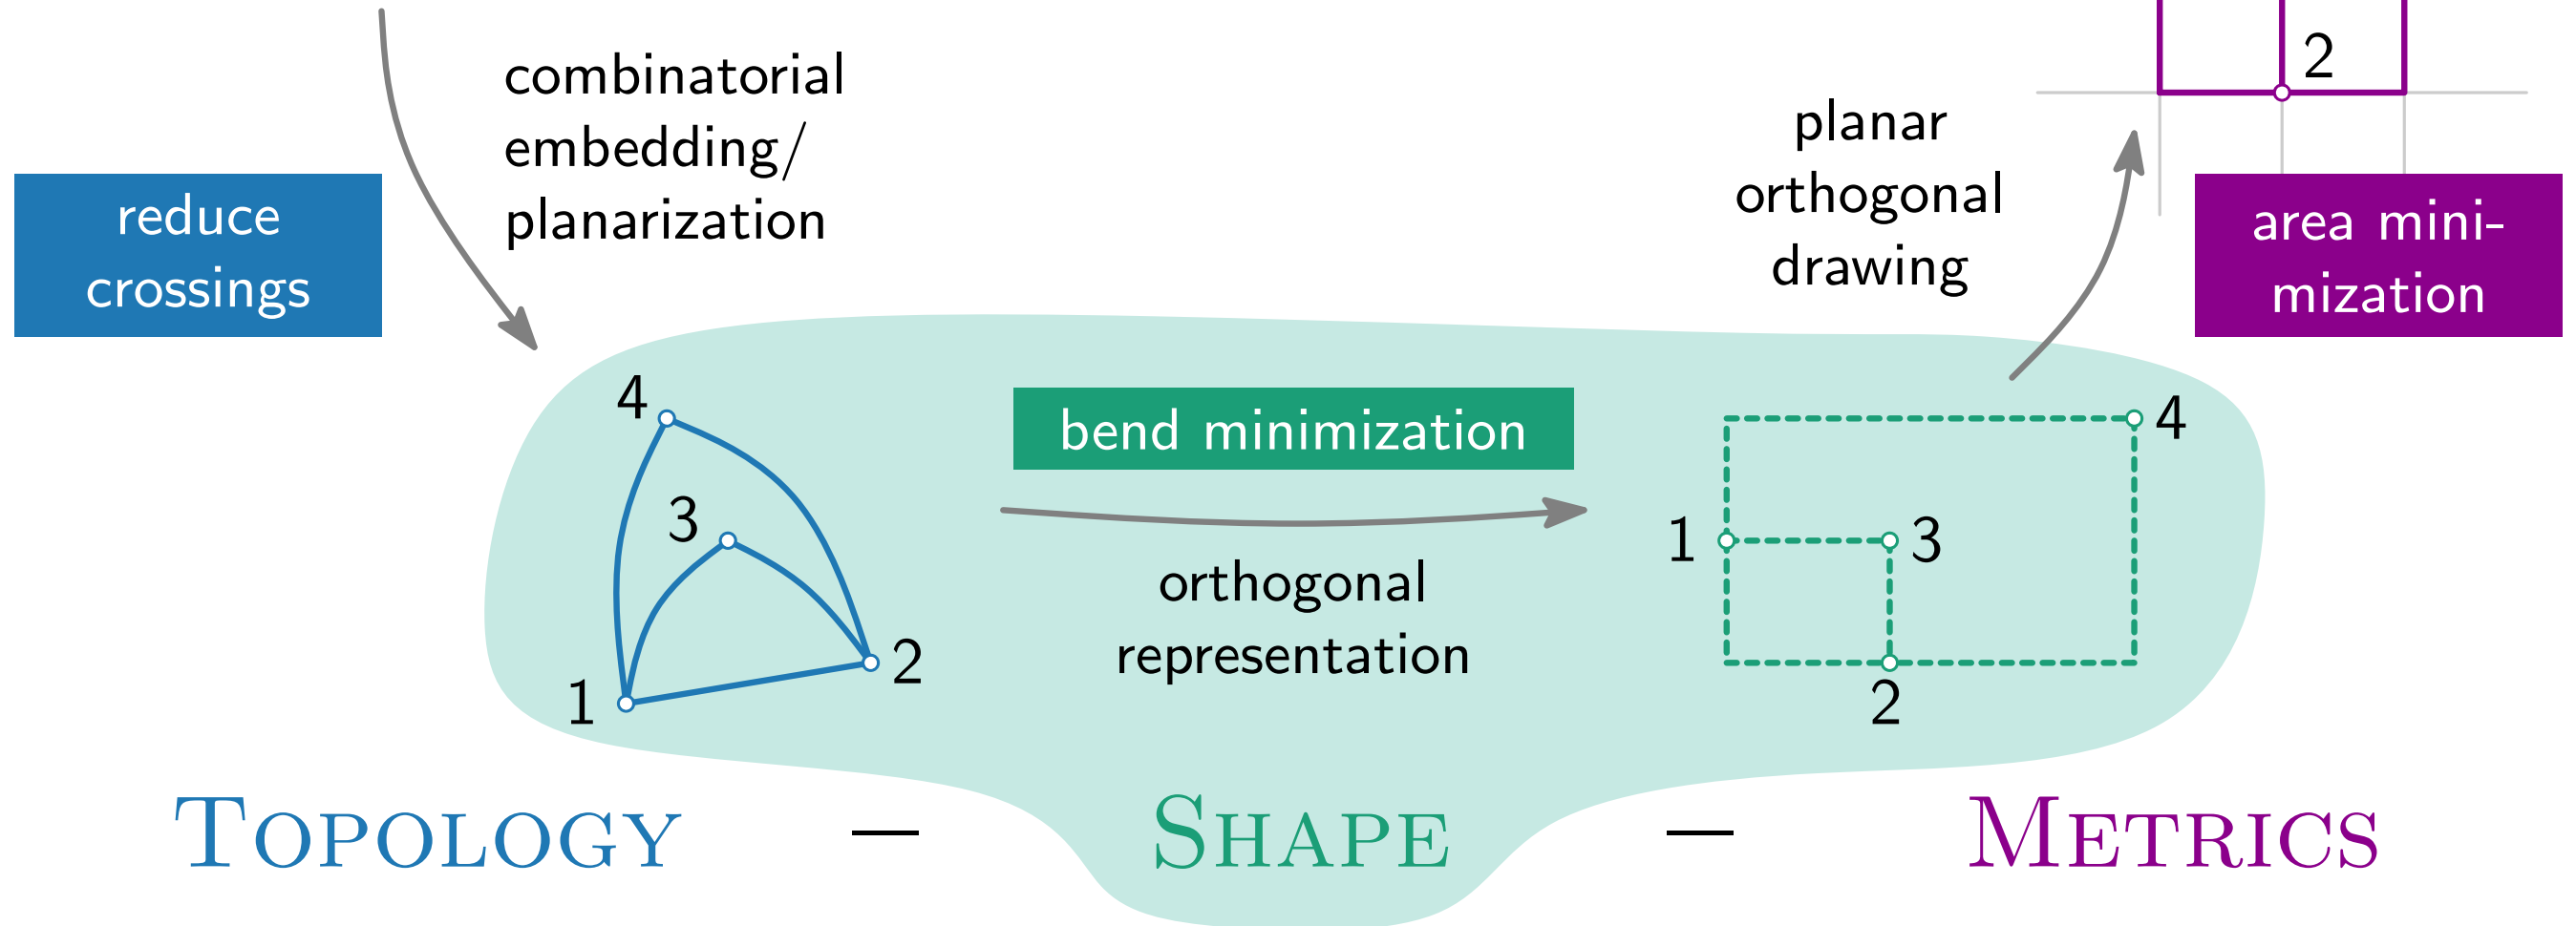 combinatorial
embedding/
planarization
reduce
crossings
2
planar
orthogonal
drawing
area mini-
mization
4
3
1
2
bend minimization
orthogonal
representation
4
1
3
2
TOPOLOGY — SHAPE — METRICS